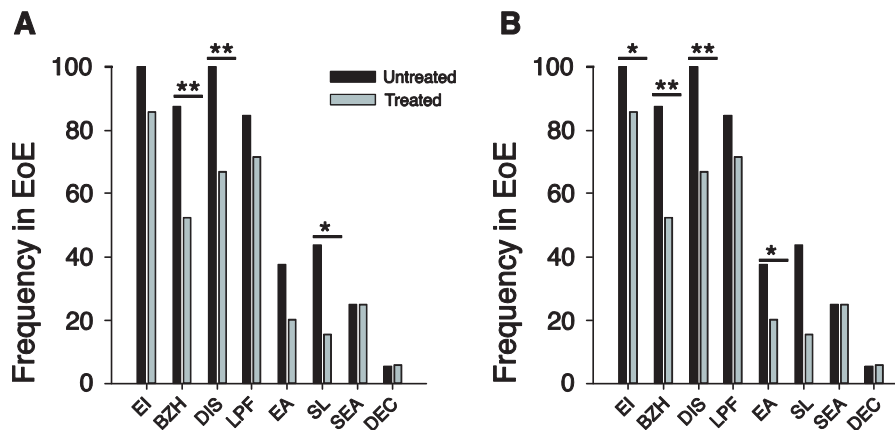 A
Frequency in EoE
100
80
60
40
20
0
**
**
*
Untreated
Treated
EI BZH DIS LPF EA SL SEA DEC
B
Frequency in EoE
100
80
60
40
20
0
*
**
**
*
EI BZH DIS LPF EA SL SEA DEC